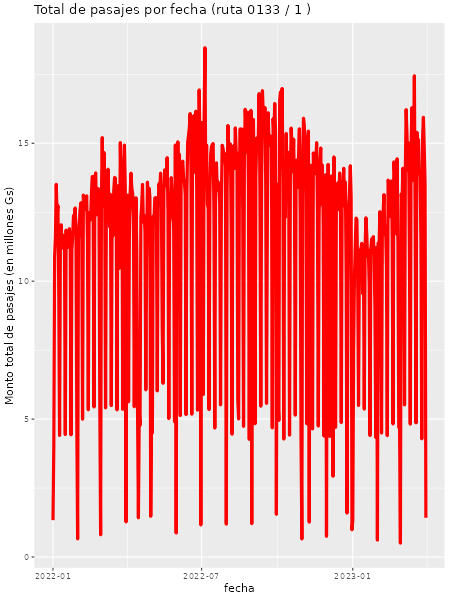 Total de pasajes por fecha (ruta 0133 / 1 )
Monto total de pasajes (en millones Gs)
15
10
5
0
2022-01
2022-07
2023-01
fecha